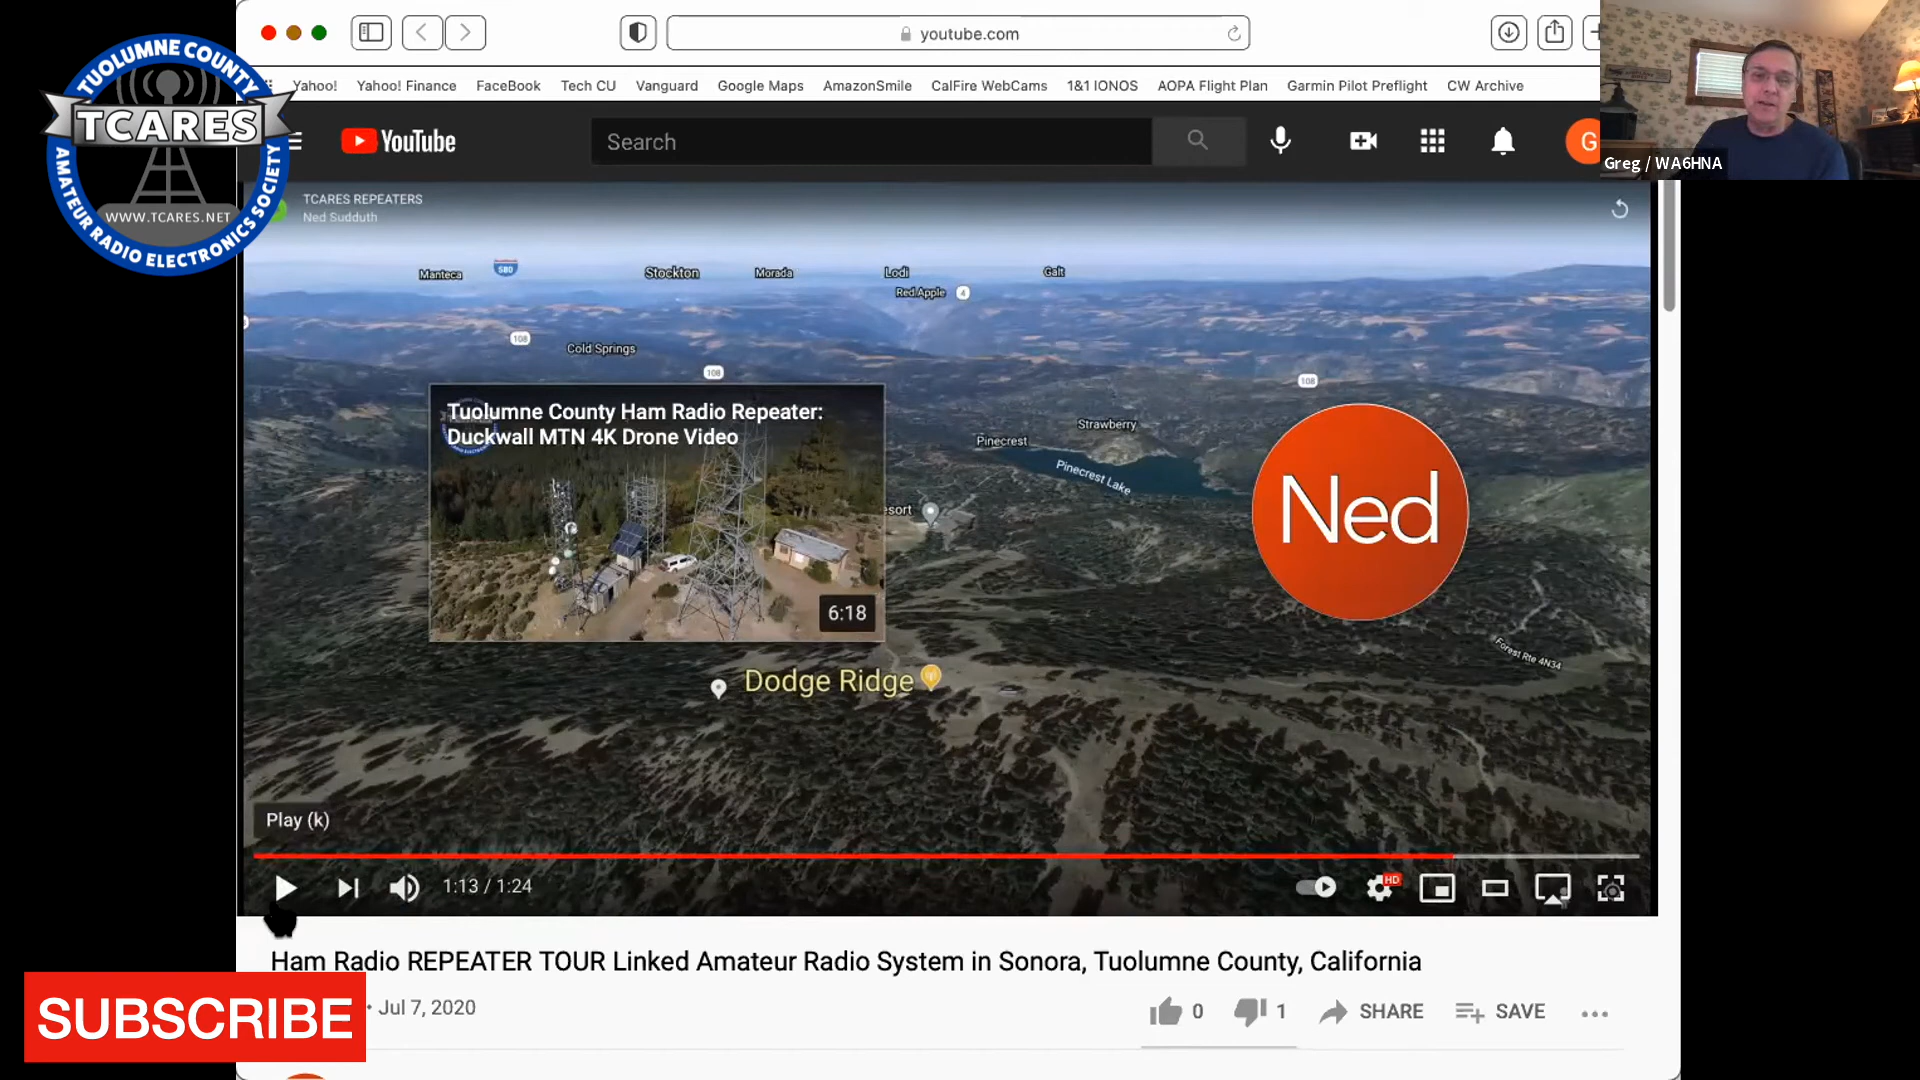 youtube.com
Yahoo! Yahoo! Finance FaceBook Tech CU Vanguard Google Maps AmazonSmile CalFire WebCams 1&1 IONOS AOPA Flight Plan Garmin Pilot Preflight CW Archive
TUOLUMNE COUNTY
TCARES
WWW.TCARES.NET
AMATEUR RADIO ELECTRONICS SOCIETY
YouTube
Search
G
Greg / WA6HNA
TCARES REPEATERS
Ned Sudduth
Manteca 580 Stockton Morada Lodi Galt
Red Apple 4
108
Cold Springs
108
108
Tuolumne County Ham Radio Repeater:
Duckwall MTN 4K Drone Video
6:18
Strawberry
Pinecrest
Pinecrest Lake
esort
Ned
Forest Rte 4N34
Dodge Ridge
Play (k)
1:13 / 1:24
HD
Ham Radio REPEATER TOUR Linked Amateur Radio System in Sonora, Tuolumne County, California
• Jul 7, 2020
0 1 SHARE SAVE
SUBSCRIBE